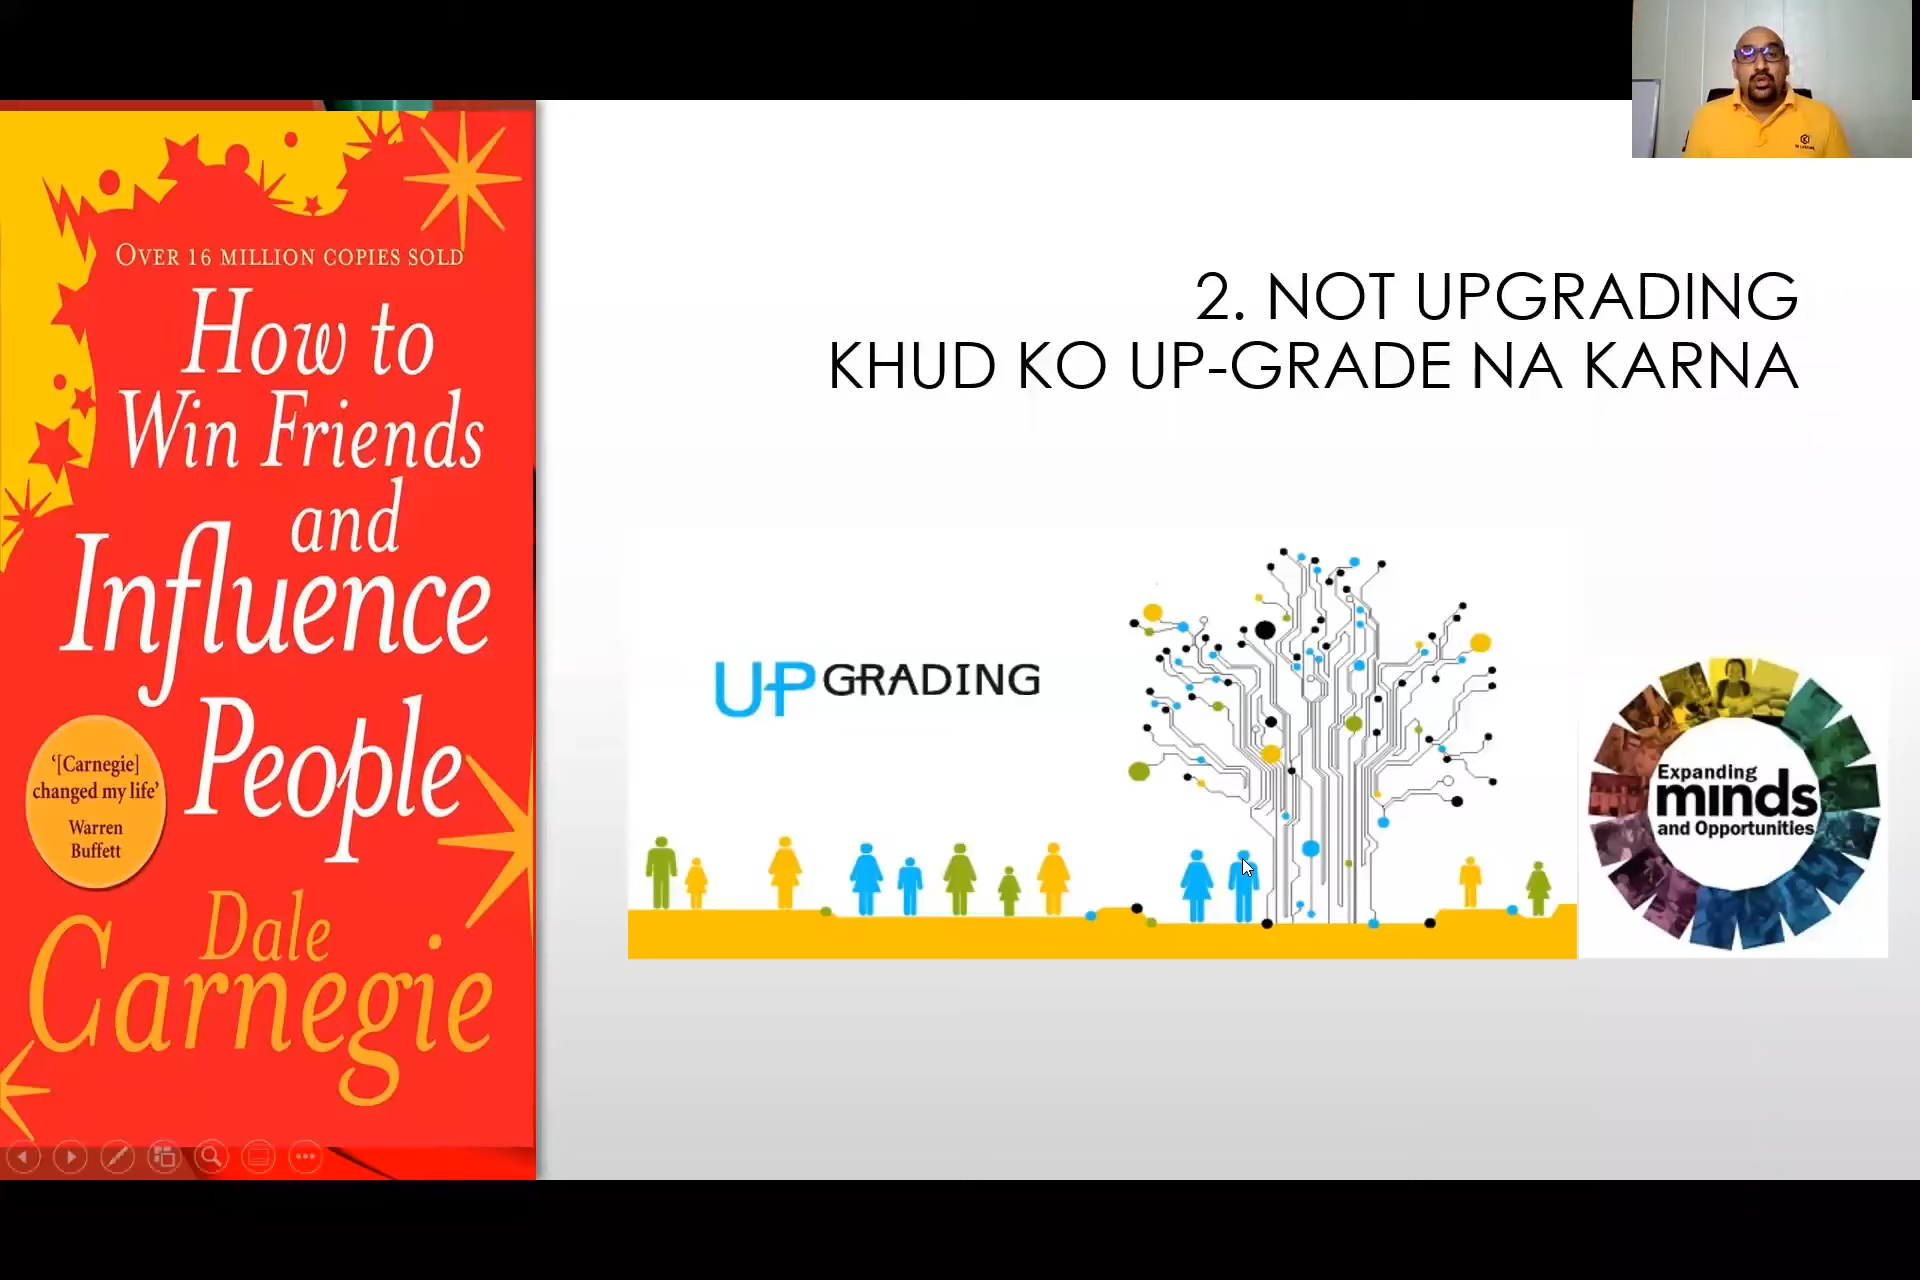 OVER 16 MILLION COPIES SOLD
How to
Win Friends
and
Influence
People
'[Carnegie]
changed my life'
Warren
Buffett
Dale
Carnegie
2. NOT UPGRADING
KHUD KO UP-GRADE NA KARNA
UPGRADING
Expanding
minds
and Opportunities